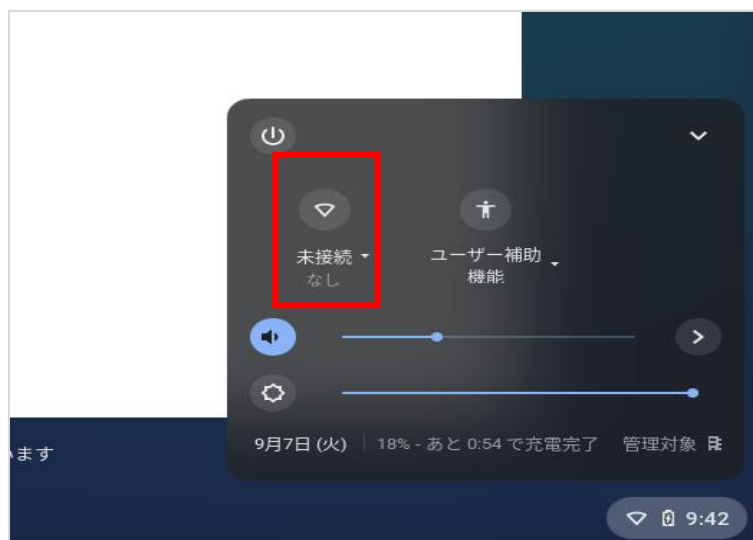 未接続
なし
ユーザー補助
機能
9月7日 (火) 18% - あと 0:54 で充電完了 管理対象
います
9:42